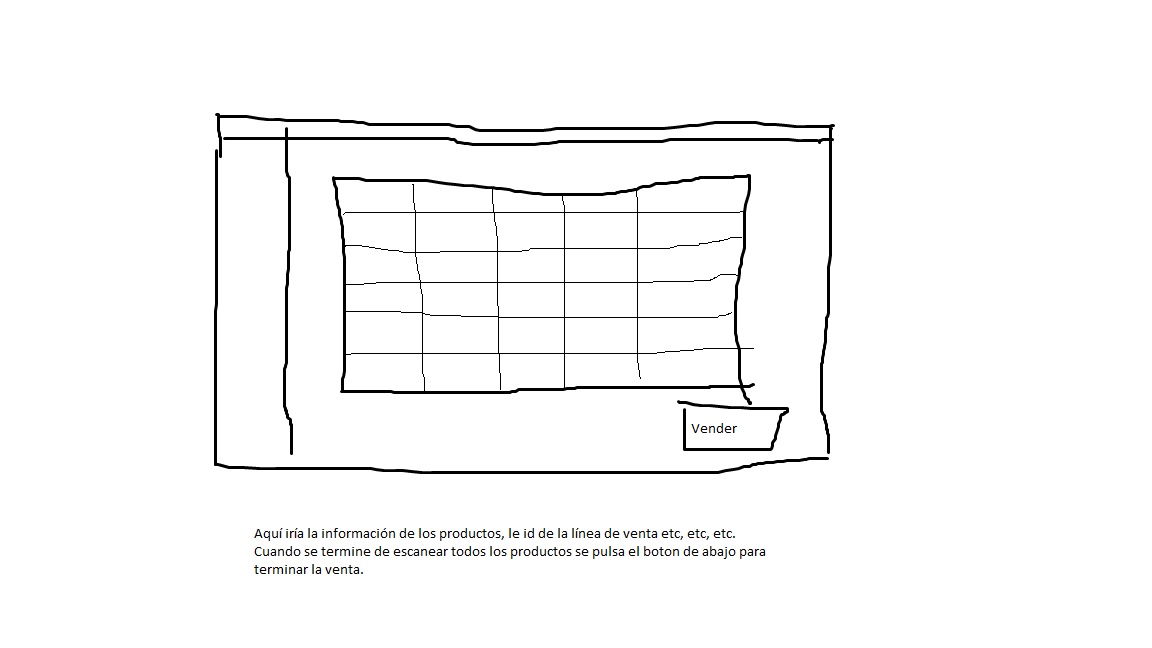 Vender
Aquí iría la información de los productos, le id de la línea de venta etc, etc, etc.
Cuando se termine de escanear todos los productos se pulsa el boton de abajo para
terminar la venta.